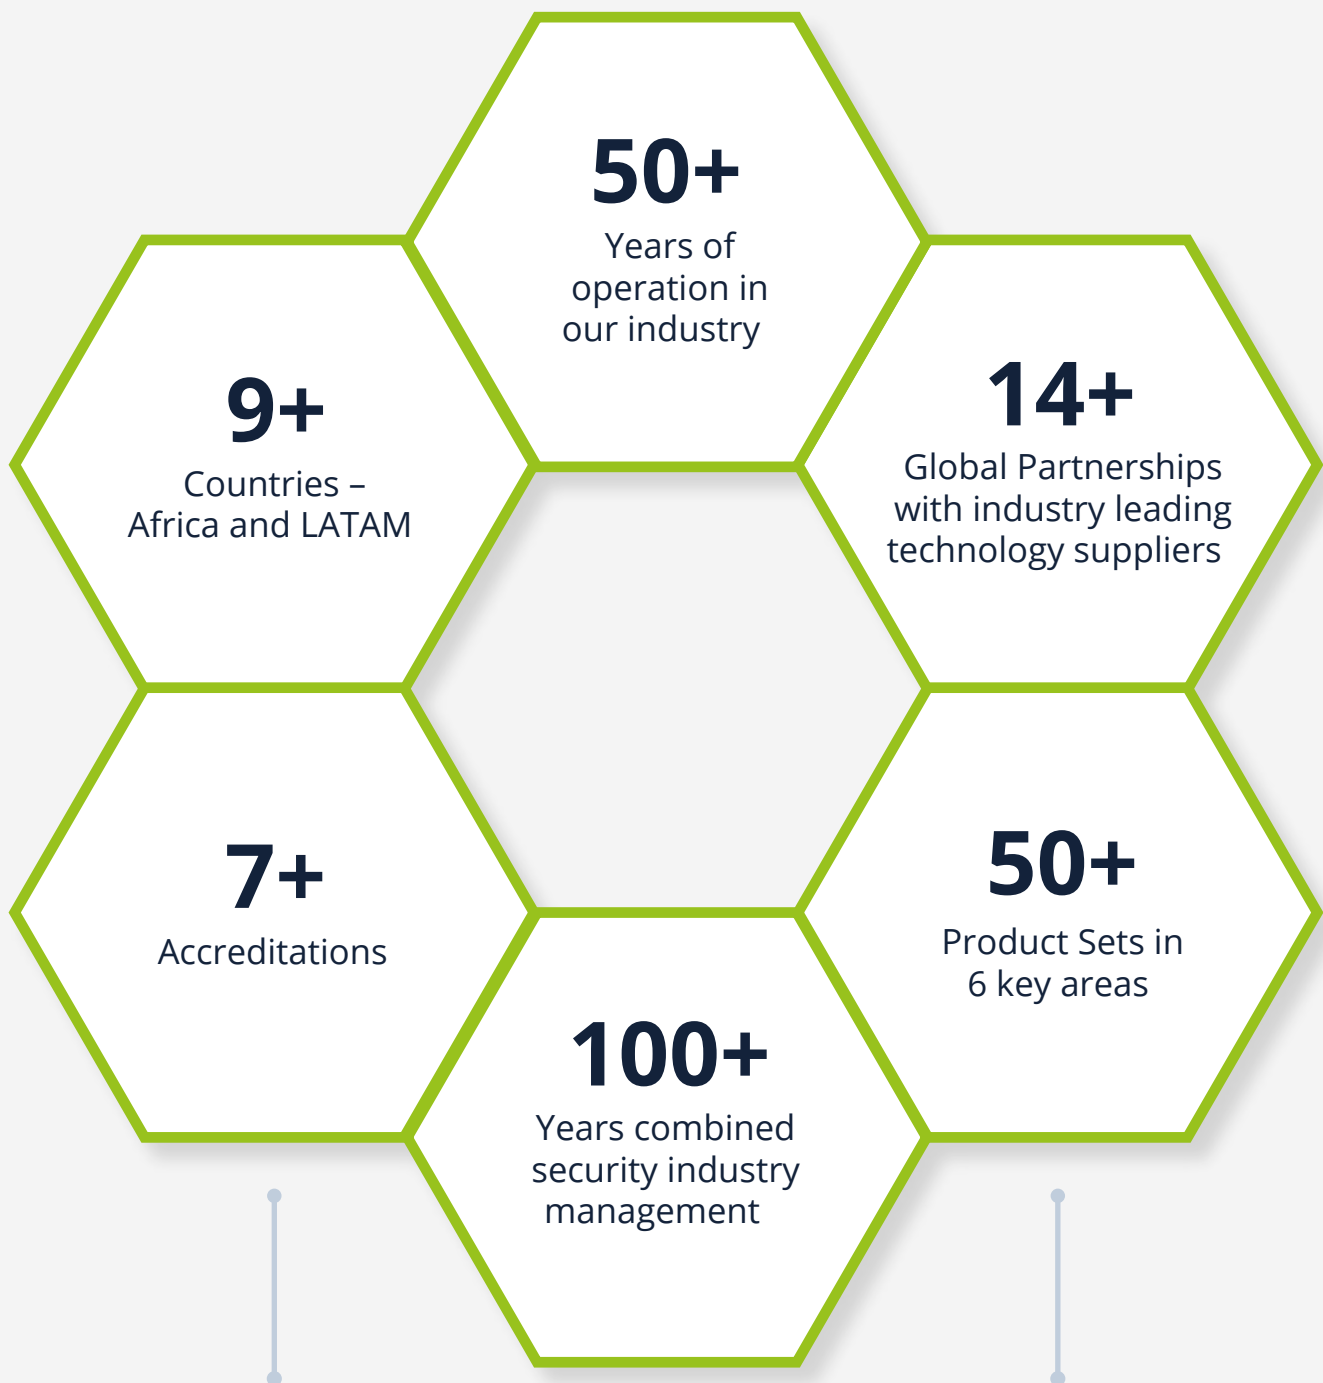 50+
Years of
operation in
our industry
14+
Global Partnerships
with industry leading
technology suppliers
9+
Countries –
Africa and LATAM
7+
Accreditations
50+
Product Sets in
6 key areas
100+
Years combined
security industry
management